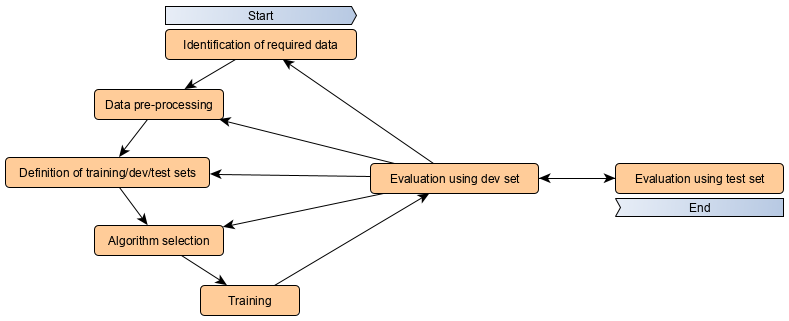 Start
Identification of required data
Data pre-processing
Definition of training/dev/test sets
Evaluation using dev set
Evaluation using test set
End
Algorithm selection
Training